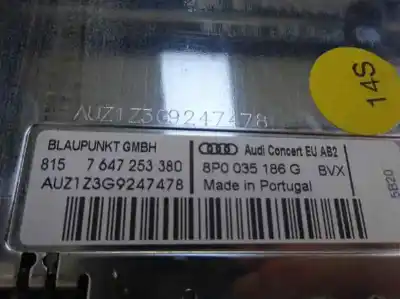 14S
AUZ1Z3G9247478
BLAUPUNKT GMBH
815 7 647 253 380
AUZ1Z3G9247478
Audi Concert EU AB2
8P0 035 186 G BVX
Made in Portugal
5820